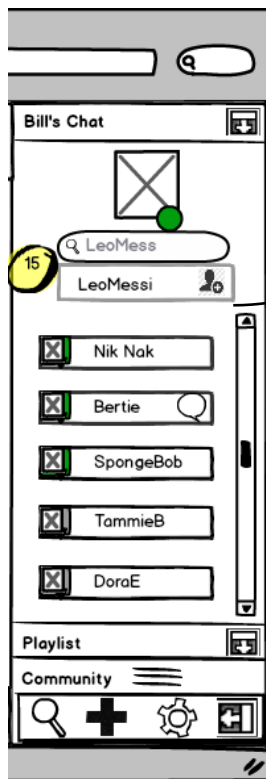 Bill's Chat
LeoMess
15
LeoMessi
Nik Nak
Bertie
SpongeBob
TammieB
DoraE
Playlist
Community